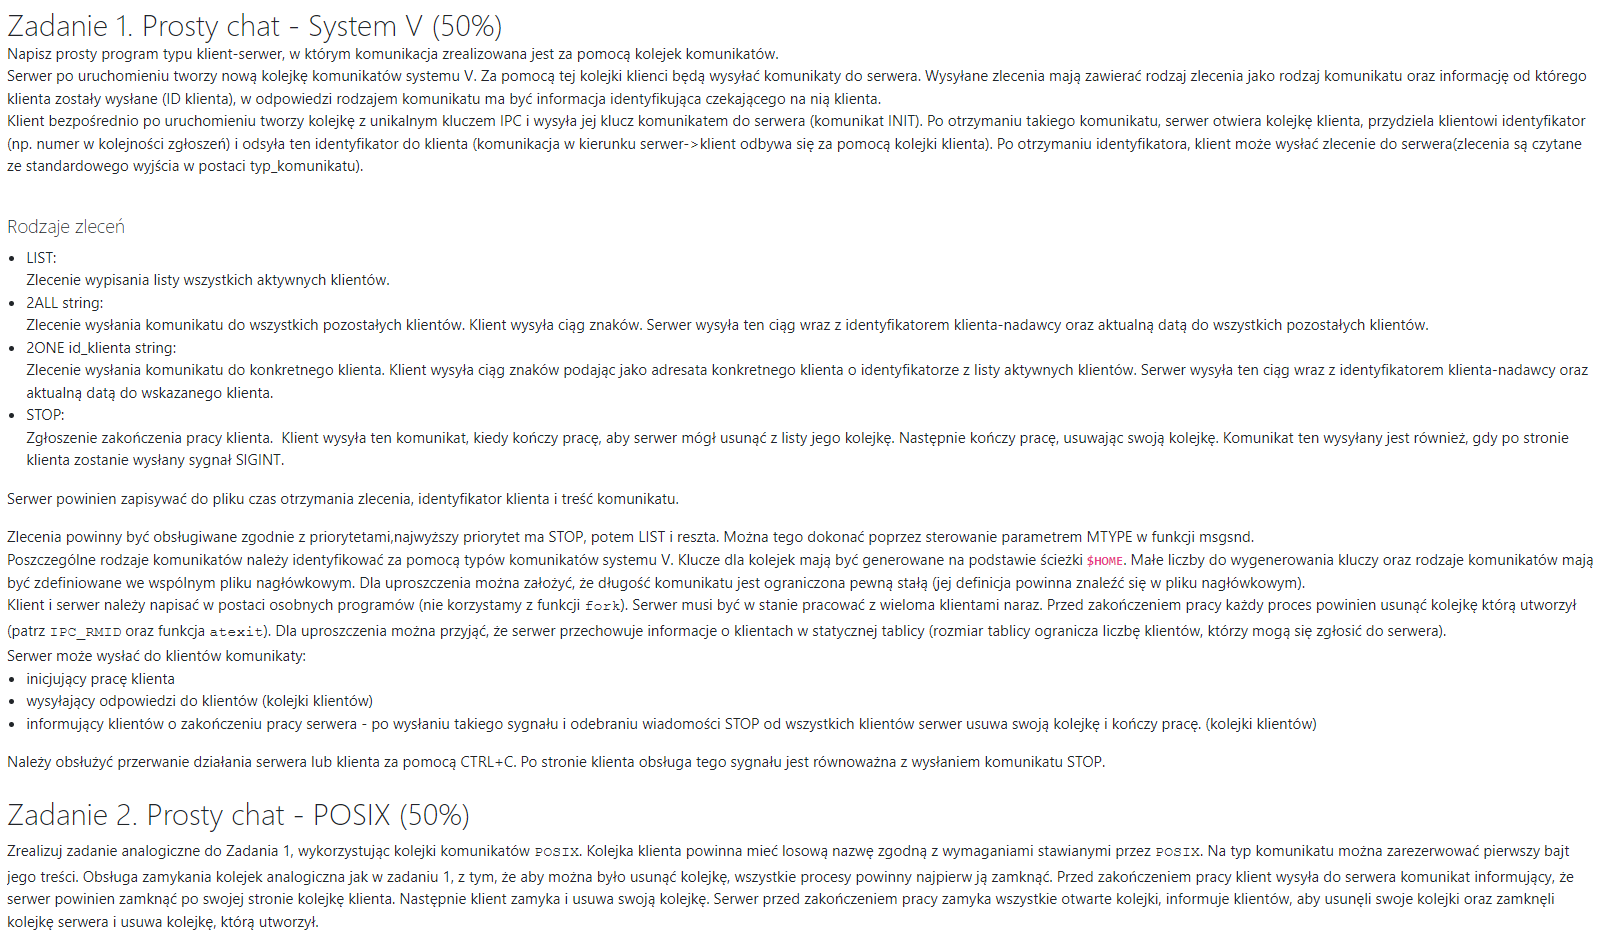 Zadanie 1. Prosty chat - System V (50%)
Napisz prosty program typu klient-serwer, w którym komunikacja zrealizowana jest za pomocą kolejek komunikatów.
Serwer po uruchomieniu tworzy nową kolejkę komunikatów systemu V. Za pomocą tej kolejki klienci będą wysyłać komunikaty do serwera. Wysyłane zlecenia mają zawierać rodzaj zlecenia jako rodzaj komunikatu oraz informację od którego
klienta zostały wysłane (ID klienta), w odpowiedzi rodzajem komunikatu ma być informacja identyfikująca czekającego na nią klienta.
Klient bezpośrednio po uruchomieniu tworzy kolejkę z unikalnym kluczem IPC i wysyła jej klucz komunikatem do serwera (komunikat INIT). Po otrzymaniu takiego komunikatu, serwer otwiera kolejkę klienta, przydziela klientowi identyfikator
(np. numer w kolejności zgłoszeń) i odsyła ten identyfikator do klienta (komunikacja w kierunku serwer->klient odbywa się za pomocą kolejki klienta). Po otrzymaniu identyfikatora, klient może wysłać zlecenie do serwera(zlecenia są czytane
ze standardowego wyjścia w postaci typ_komunikatu).
Rodzaje zleceń
• LIST:
Zlecenie wypisania listy wszystkich aktywnych klientów.
• 2ALL string:
Zlecenie wysłania komunikatu do wszystkich pozostałych klientów. Klient wysyła ciąg znaków. Serwer wysyła ten ciąg wraz z identyfikatorem klienta-nadawcy oraz aktualną datą do wszystkich pozostałych klientów.
• 2ONE id_klienta string:
Zlecenie wysłania komunikatu do konkretnego klienta. Klient wysyła ciąg znaków podając jako adresata konkretnego klienta o identyfikatorze z listy aktywnych klientów. Serwer wysyła ten ciąg wraz z identyfikatorem klienta-nadawcy oraz
aktualną datą do wskazanego klienta.
• STOP:
Zgłoszenie zakończenia pracy klienta. Klient wysyła ten komunikat, kiedy kończy pracę, aby serwer mógł usunąć z listy jego kolejkę. Następnie kończy pracę, usuwając swoją kolejkę. Komunikat ten wysyłany jest również, gdy po stronie
klienta zostanie wysłany sygnał SIGINT.
Serwer powinien zapisywać do pliku czas otrzymania zlecenia, identyfikator klienta i treść komunikatu.
Zlecenia powinny być obsługiwane zgodnie z priorytetami,najwyższy priorytet ma STOP, potem LIST i reszta. Można tego dokonać poprzez sterowanie parametrem MTYPE w funkcji msgsnd.
Poszczególne rodzaje komunikatów należy identyfikować za pomocą typów komunikatów systemu V. Klucze dla kolejek mają być generowane na podstawie ścieżki $HOME. Małe liczby do wygenerowania kluczy oraz rodzaje komunikatów mają
być zdefiniowane we wspólnym pliku nagłówkowym. Dla uproszczenia można założyć, że długość komunikatu jest ograniczona pewną stałą (jej definicja powinna znaleźć się w pliku nagłówkowym).
Klient i serwer należy napisać w postaci osobnych programów (nie korzystamy z funkcji fork). Serwer musi być w stanie pracować z wieloma klientami naraz. Przed zakończeniem pracy każdy proces powinien usunąć kolejkę którą utworzył
(patrz IPC_RMID oraz funkcja atexit). Dla uproszczenia można przyjąć, że serwer przechowuje informacje o klientach w statycznej tablicy (rozmiar tablicy ogranicza liczbę klientów, którzy mogą się zgłosić do serwera).
Serwer może wysłać do klientów komunikaty:
• inicjujący pracę klienta
• wysyłający odpowiedzi do klientów (kolejki klientów)
• informujący klientów o zakończeniu pracy serwera - po wysłaniu takiego sygnału i odebraniu wiadomości STOP od wszystkich klientów serwer usuwa swoją kolejkę i kończy pracę. (kolejki klientów)
Należy obsłużyć przerwanie działania serwera lub klienta za pomocą CTRL+C. Po stronie klienta obsługa tego sygnału jest równoważna z wysłaniem komunikatu STOP.
Zadanie 2. Prosty chat - POSIX (50%)
Zrealizuj zadanie analogiczne do Zadania 1, wykorzystując kolejki komunikatów POSIX. Kolejka klienta powinna mieć losową nazwę zgodną z wymaganiami stawianymi przez POSIX. Na typ komunikatu można zarezerwować pierwszy bajt
jego treści. Obsługa zamykania kolejek analogiczna jak w zadaniu 1, z tym, że aby można było usunąć kolejkę, wszystkie procesy powinny najpierw ją zamknąć. Przed zakończeniem pracy klient wysyła do serwera komunikat informujący, że
serwer powinien zamknąć po swojej stronie kolejkę klienta. Następnie klient zamyka i usuwa swoją kolejkę. Serwer przed zakończeniem pracy zamyka wszystkie otwarte kolejki, informuje klientów, aby usunęli swoje kolejki oraz zamknęli
kolejkę serwera i usuwa kolejkę, którą utworzył.